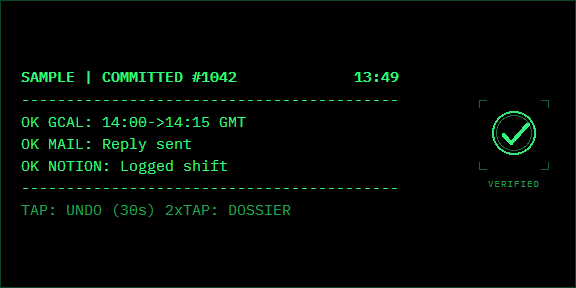 SAMPLE | COMMITTED #1042 13:49
------------------------------------------
OK GCAL: 14:00->14:15 GMT
OK MAIL: Reply sent
OK NOTION: Logged shift
------------------------------------------
TAP: UNDO (30s) 2xTAP: DOSSIER
VERIFIED